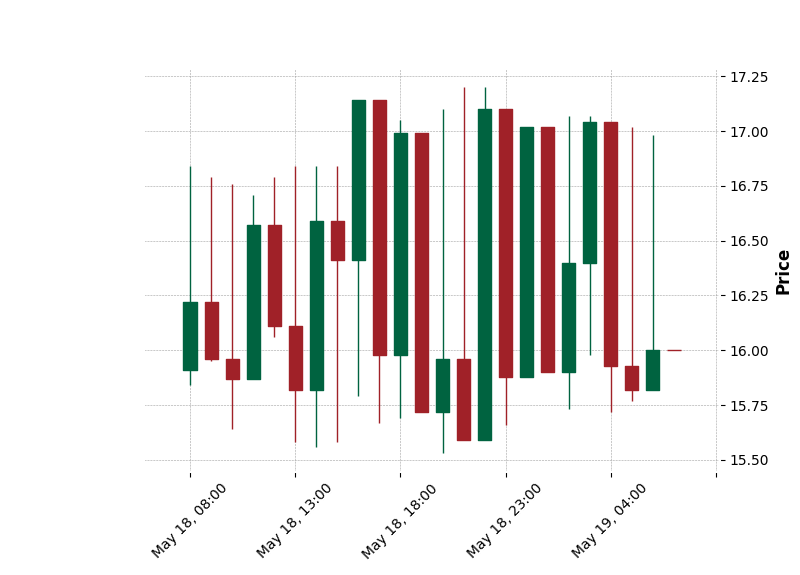 17.25
17.00
16.75
16.50
16.25
16.00
15.75
15.50
Price
May 18, 08:00
May 18, 13:00
May 18, 18:00
May 18, 23:00
May 19, 04:00